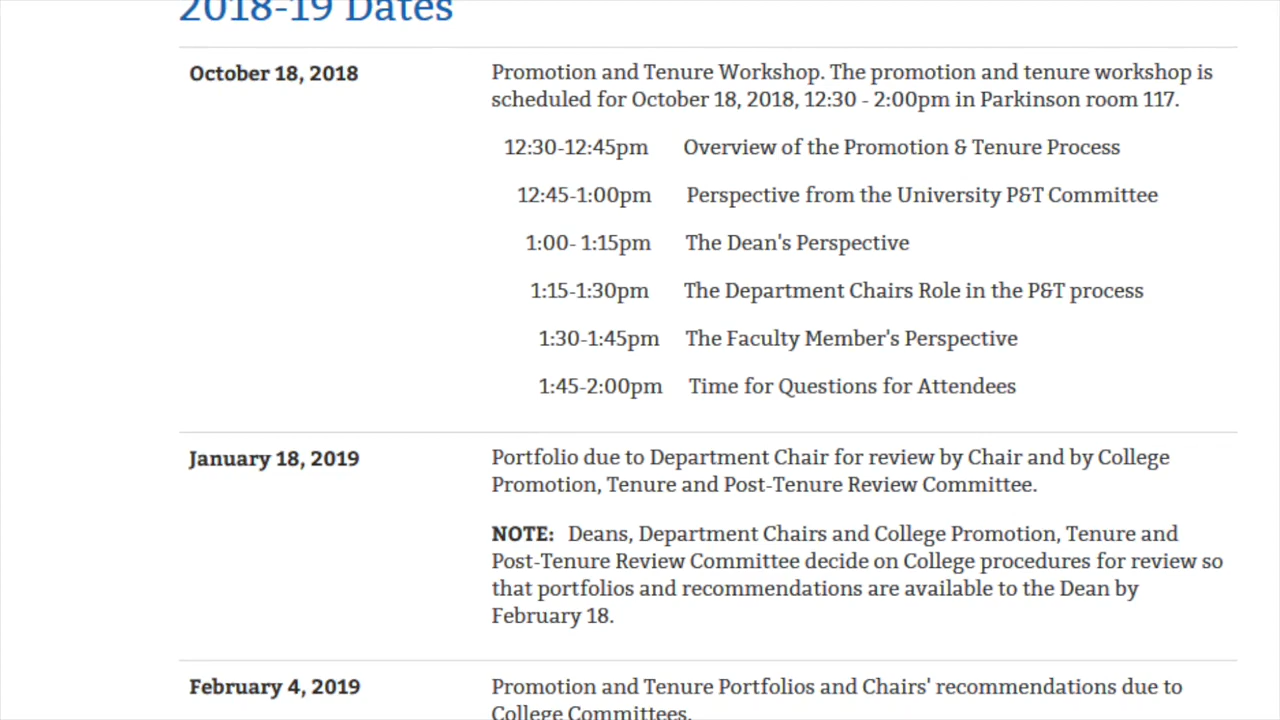 2018-19 Dates
October 18, 2018
Promotion and Tenure Workshop. The promotion and tenure workshop is
scheduled for October 18, 2018, 12:30 - 2:00pm in Parkinson room 117.
12:30-12:45pm Overview of the Promotion & Tenure Process
12:45-1:00pm Perspective from the University P&T Committee
1:00- 1:15pm The Dean's Perspective
1:15-1:30pm The Department Chairs Role in the P&T process
1:30-1:45pm The Faculty Member's Perspective
1:45-2:00pm Time for Questions for Attendees
January 18, 2019
Portfolio due to Department Chair for review by Chair and by College
Promotion, Tenure and Post-Tenure Review Committee.
NOTE: Deans, Department Chairs and College Promotion, Tenure and
Post-Tenure Review Committee decide on College procedures for review so
that portfolios and recommendations are available to the Dean by
February 18.
February 4, 2019
Promotion and Tenure Portfolios and Chairs' recommendations due to
College Committees.